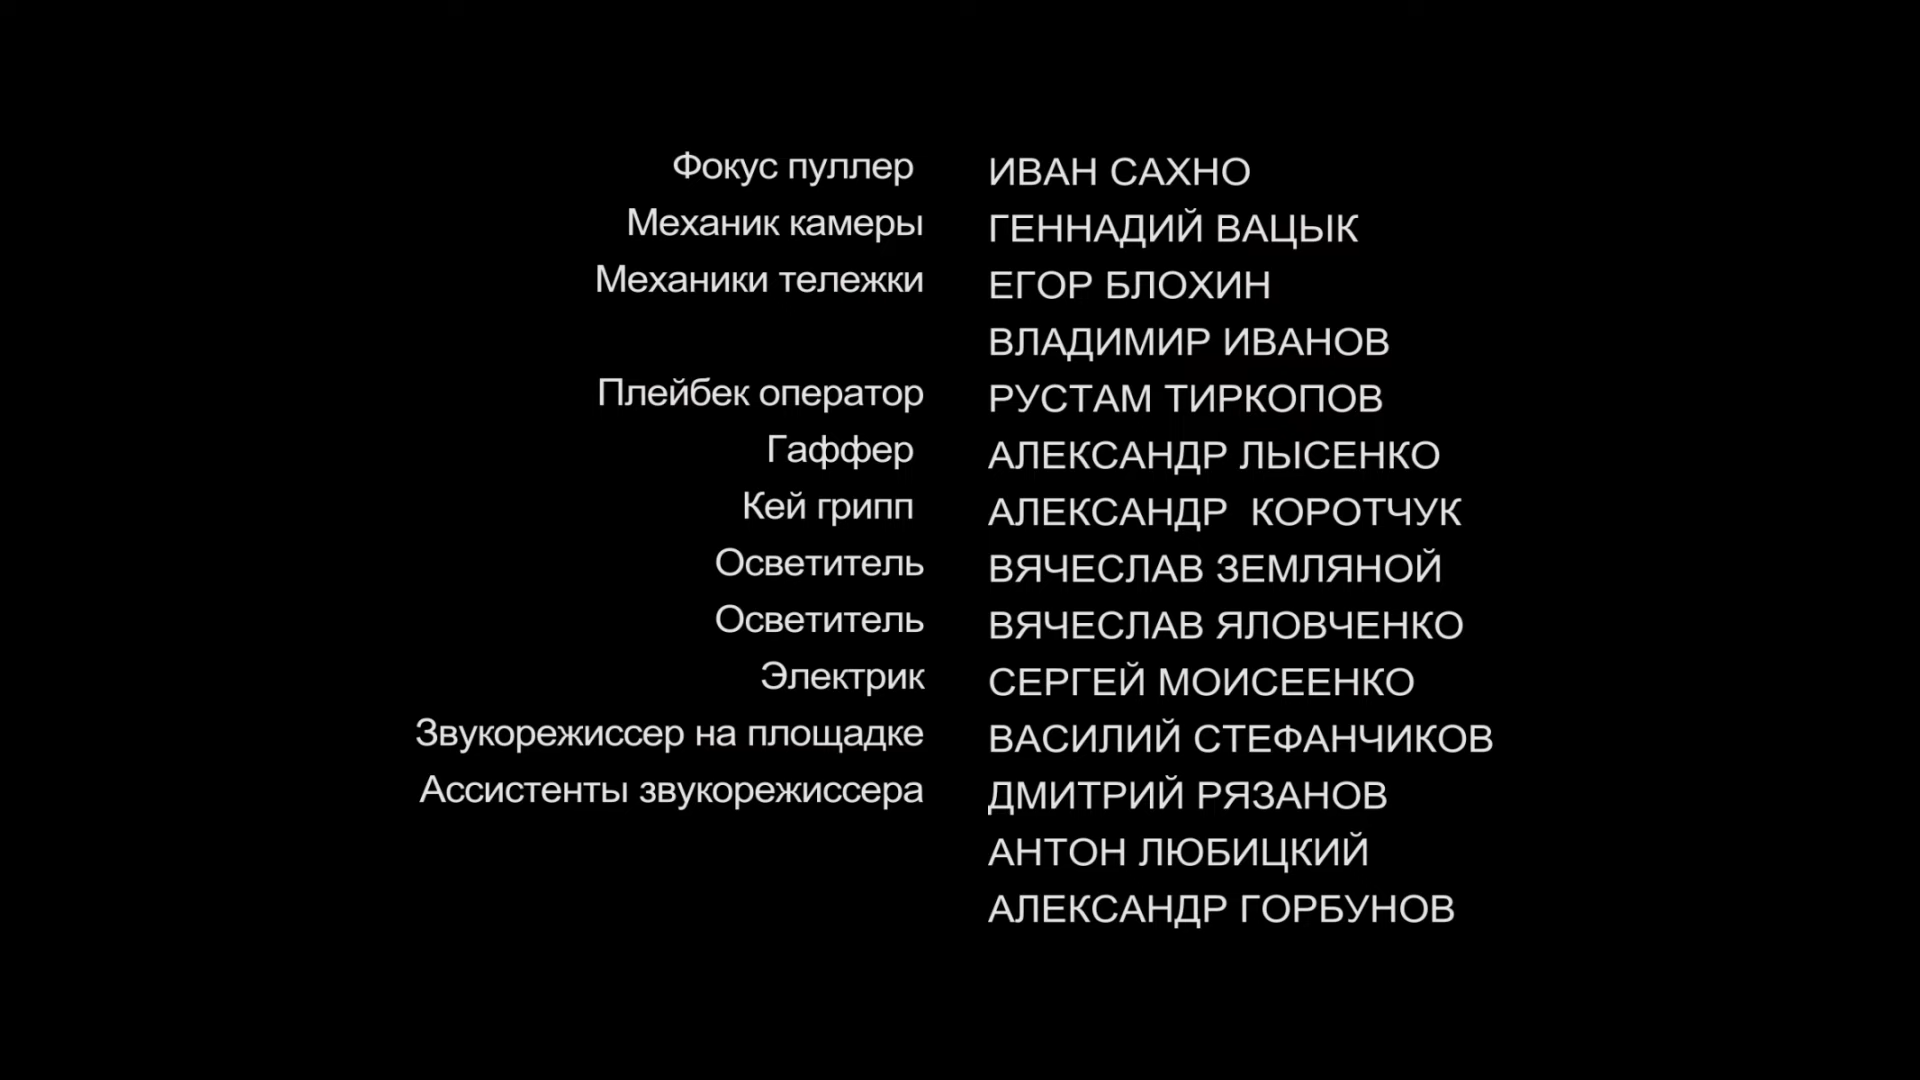 Фокус пуллер ИВАН САХНО
Механик камеры ГЕННАДИЙ ВАЦЫК
Механики тележки ЕГОР БЛОХИН
ВЛАДИМИР ИВАНОВ
Плейбек оператор РУСТАМ ТИРКОПОВ
Гаффер АЛЕКСАНДР ЛЫСЕНКО
Кей грипп АЛЕКСАНДР КОРОТЧУК
Осветитель ВЯЧЕСЛАВ ЗЕМЛЯНОЙ
Осветитель ВЯЧЕСЛАВ ЯЛОВЧЕНКО
Электрик СЕРГЕЙ МОИСЕЕНКО
Звукорежиссер на площадке ВАСИЛИЙ СТЕФАНЧИКОВ
Ассистенты звукорежиссера ДМИТРИЙ РЯЗАНОВ
АНТОН ЛЮБИЦКИЙ
АЛЕКСАНДР ГОРБУНОВ